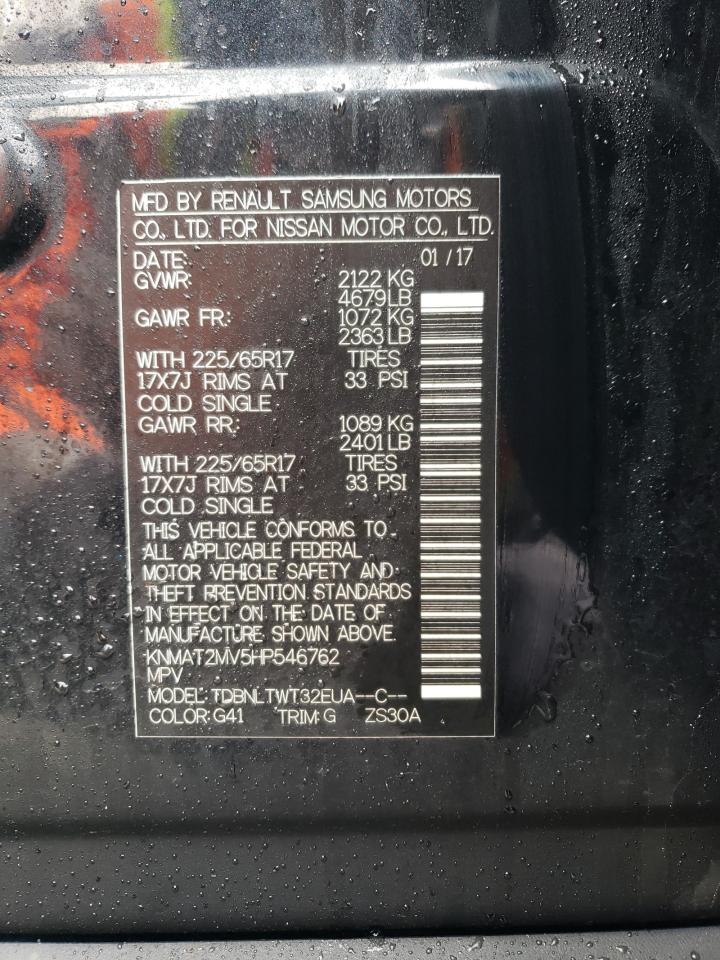 MFD BY RENAULT SAMSUNG MOTORS
CO., LTD. FOR NISSAN MOTOR CO., LTD.
DATE: 01 / 17
GVWR: 2122 KG
4679LB
GAWR FR: 1072 KG
2363 LB
WITH 225/65R17 TIRES
17X7J RIMS AT 33 PSI
COLD SINGLE
GAWR RR: 1089 KG
2401 LB
WITH 225/65R17 TIRES
17X7J RIMS AT 33 PSI
COLD SINGLE
THIS VEHICLE CONFORMS TO
ALL APPLICABLE FEDERAL
MOTOR VEHICLE SAFETY AND
THEFT PREVENTION STANDARDS
IN EFFECT ON THE DATE OF
MANUFACTURE SHOWN ABOVE.
KNMAT2MV5HP546762
MPV
MODEL: TDBNLTWT32EUA--C--
COLOR: G41 TRIM: G ZS30A